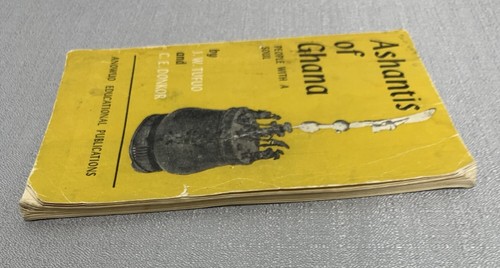 Ashantis
of
Ghana
PEOPLE WITH A
SOUL
by
J. W. TUFUO
and
C. E. DONKOR
ANOWUO EDUCATIONAL PUBLICATIONS